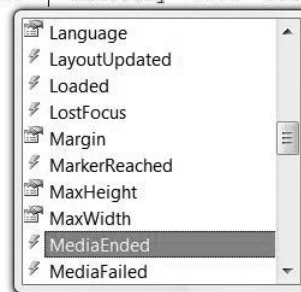 Language
LayoutUpdated
Loaded
LostFocus
Margin
MarkerReached
MaxHeight
MaxWidth
MediaEnded
MediaFailed